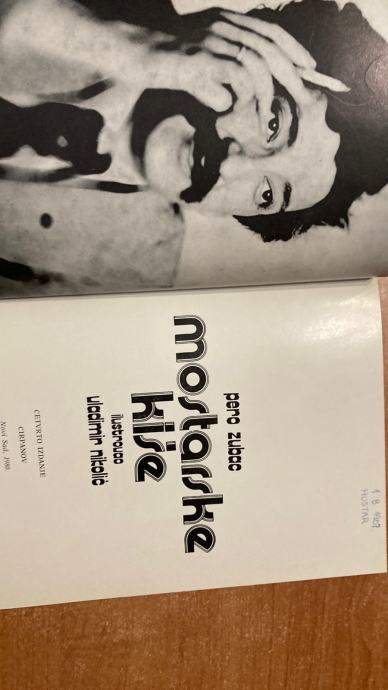 MOSTAR
pero zubac
mostarske
kiše
ilustrovao
vladimir nikolić
ČETVRTO IZDANJE
CIRPANOV
Novi Sad, 1980.